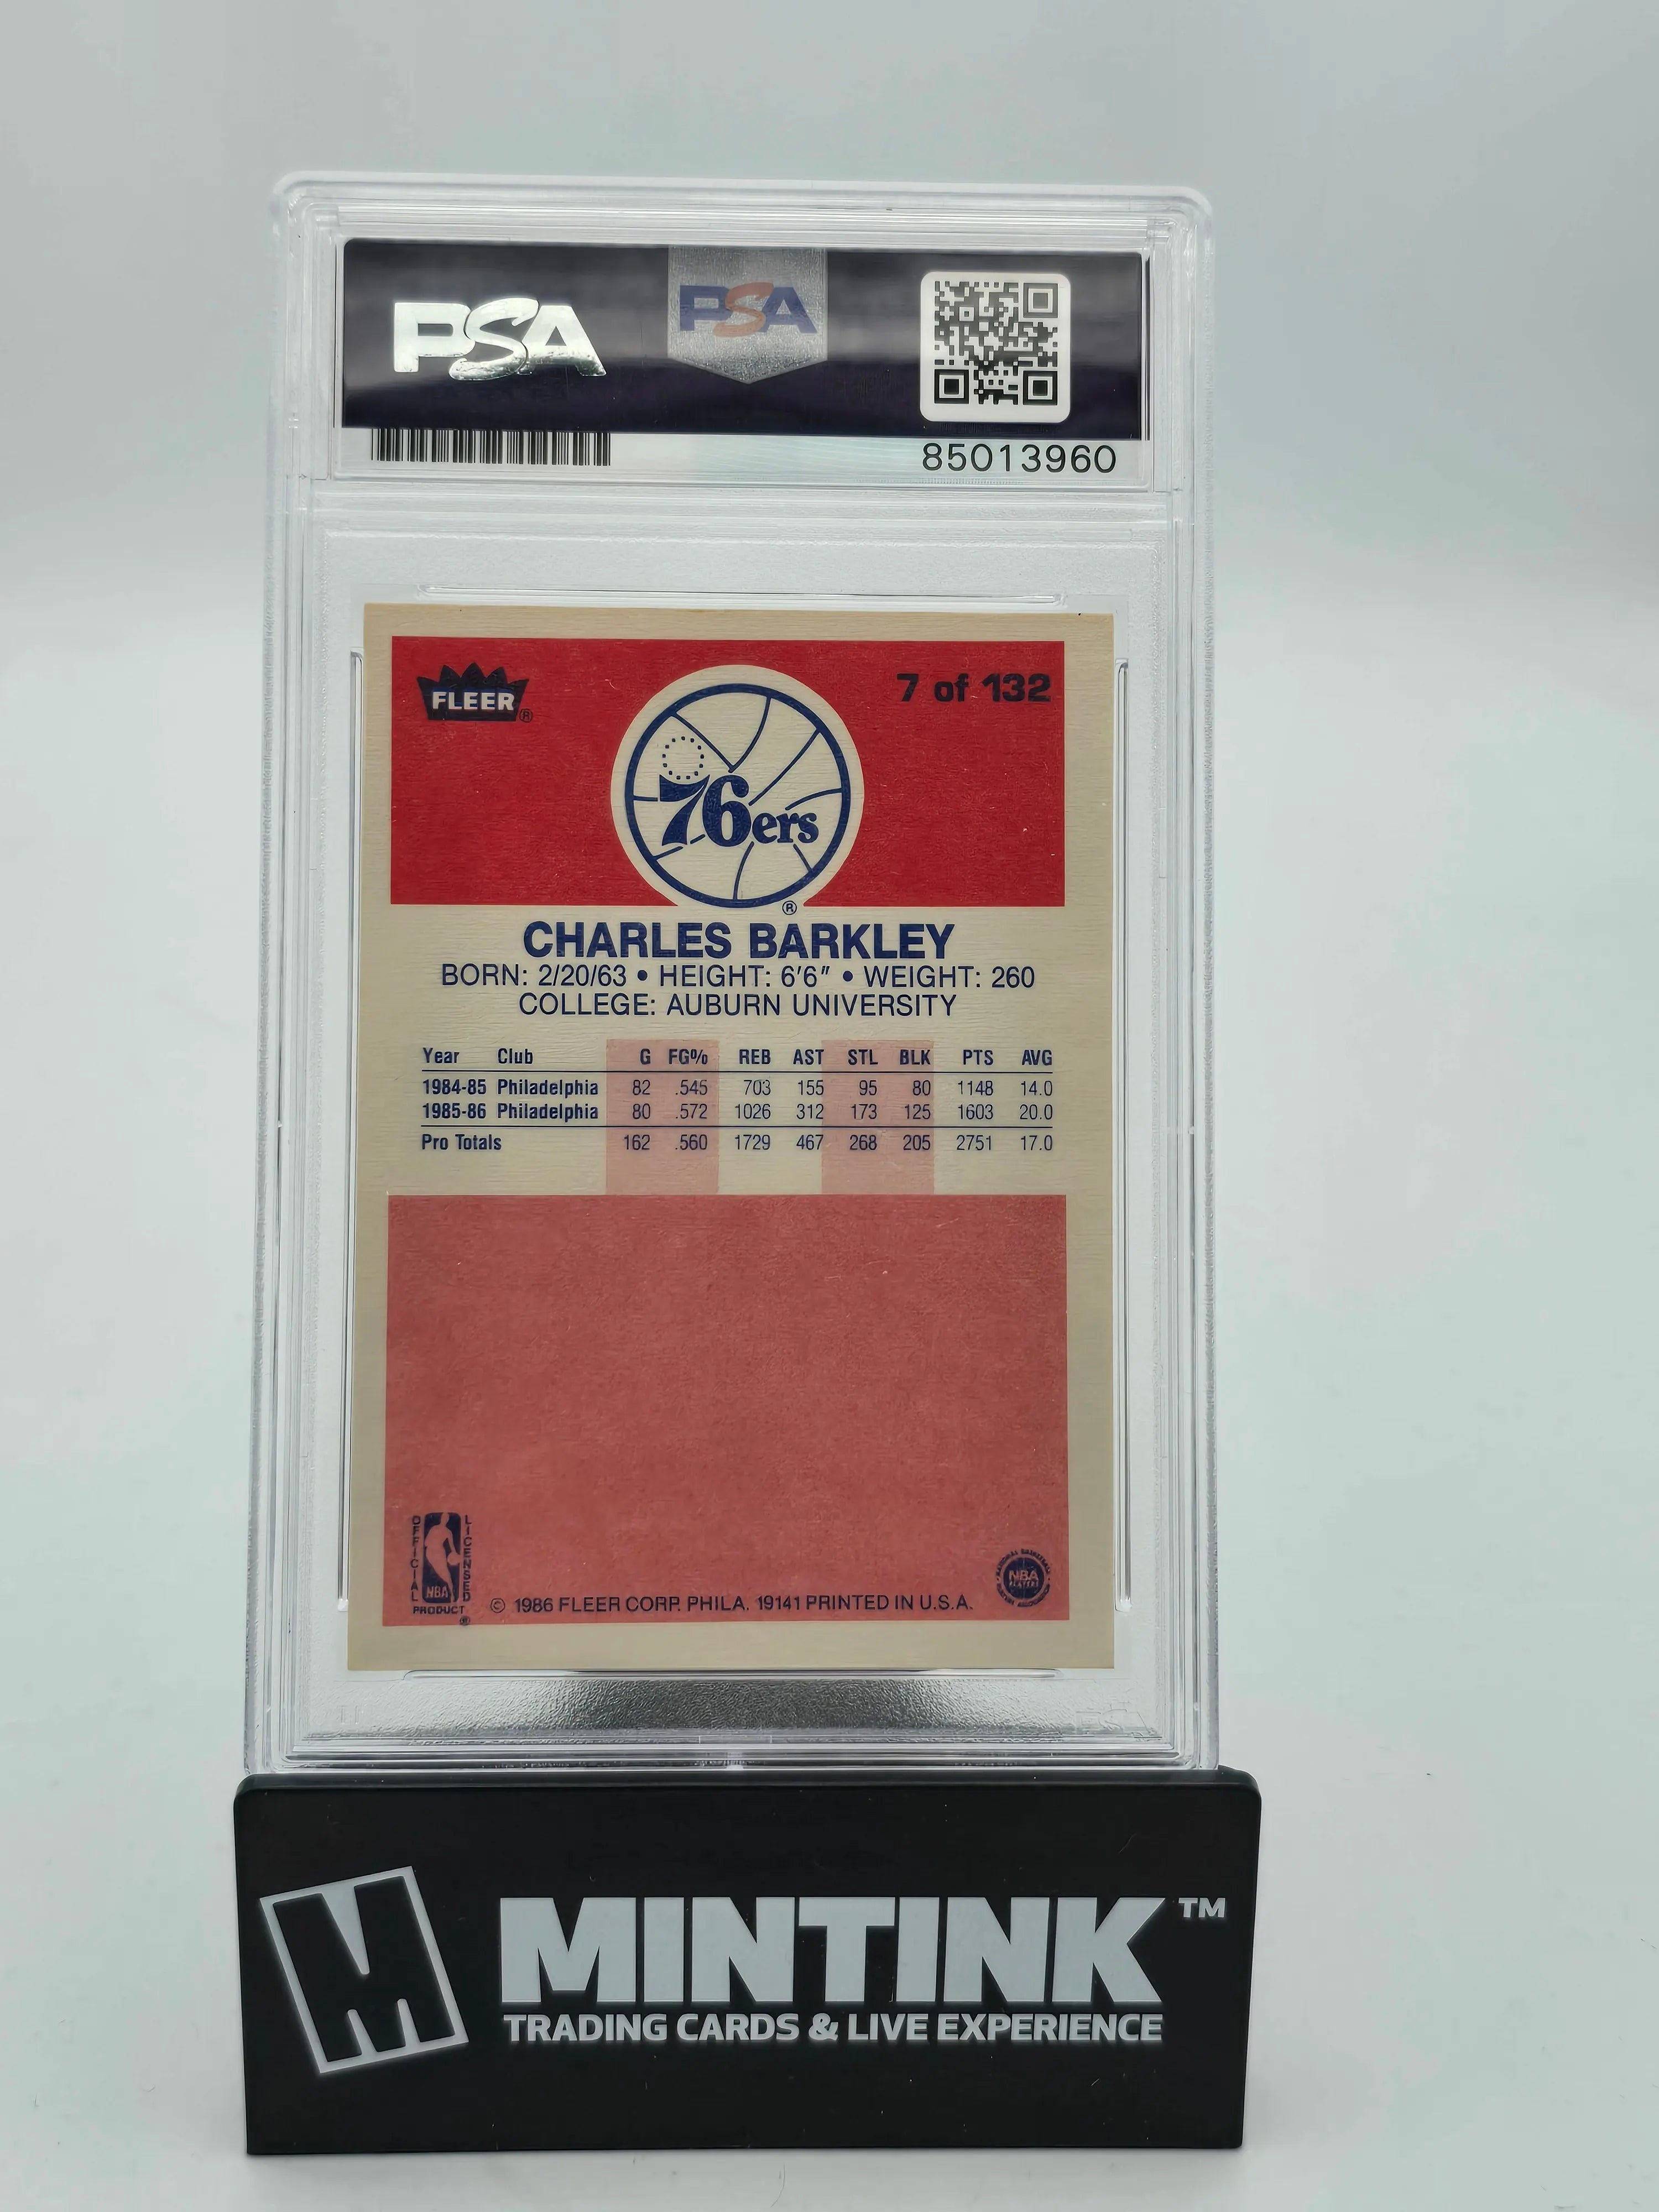 PSA PSA
85013960
FLEER® 7 of 132
76ers
®
CHARLES BARKLEY
BORN: 2/20/63 • HEIGHT: 6'6" • WEIGHT: 260
COLLEGE: AUBURN UNIVERSITY
Year Club G FG% REB AST STL BLK PTS AVG
1984-85 Philadelphia 82 .545 703 155 95 80 1148 14.0
1985-86 Philadelphia 80 .572 1026 312 173 125 1603 20.0
Pro Totals 162 .560 1729 467 268 205 2751 17.0
OFFICIAL NBA LICENSED
PRODUCT ®
© 1986 FLEER CORP. PHILA. 19141 PRINTED IN U.S.A.
NATIONAL BASKETBALL
NBA
PLAYERS
ASSOCIATION
M MINTINK™
TRADING CARDS & LIVE EXPERIENCE